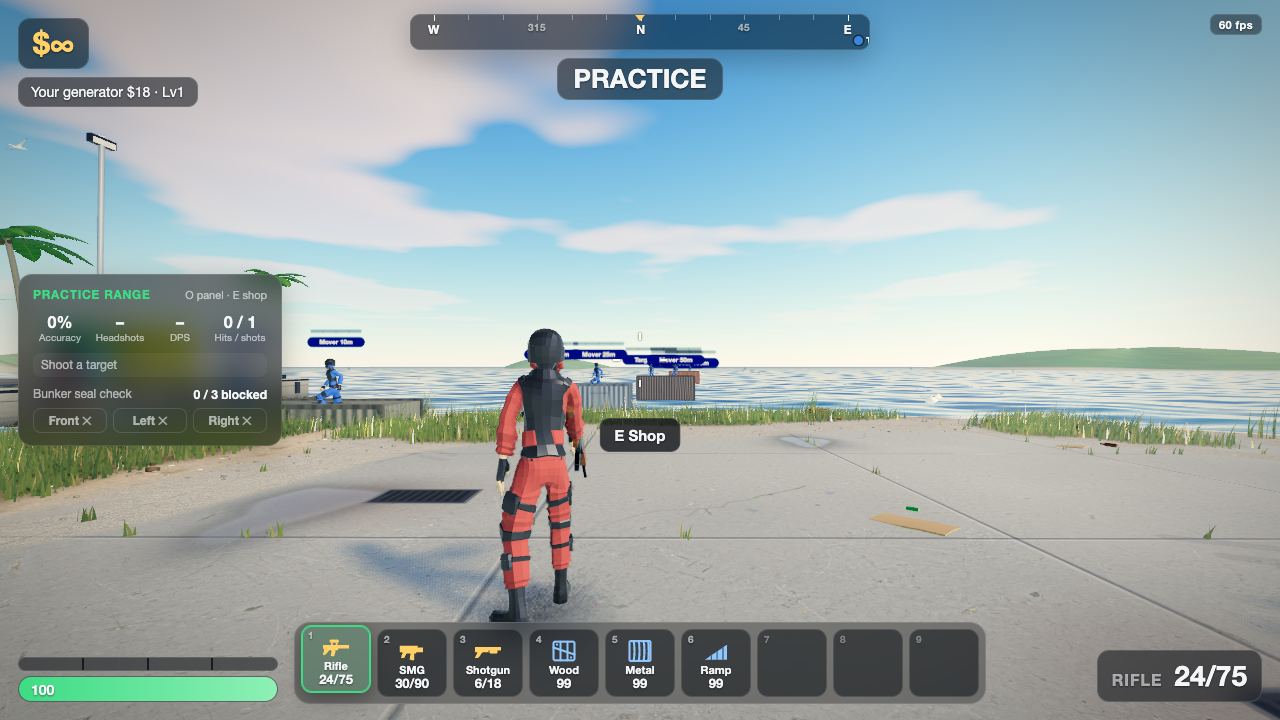 $∞
Your generator $18 · Lv1
W 315 N 45 E
60 fps
PRACTICE
PRACTICE RANGE O panel · E shop
0% – – 0 / 1
Accuracy Headshots DPS Hits / shots
Shoot a target
Bunker seal check 0 / 3 blocked
Front × Left × Right ×
Mover 10m
Mover 25m
Mover 50m
E Shop
1 2 3 4 5 6 7 8 9
Rifle SMG Shotgun Wood Metal Ramp
24/75 30/90 6/18 99 99 99
100
RIFLE 24/75